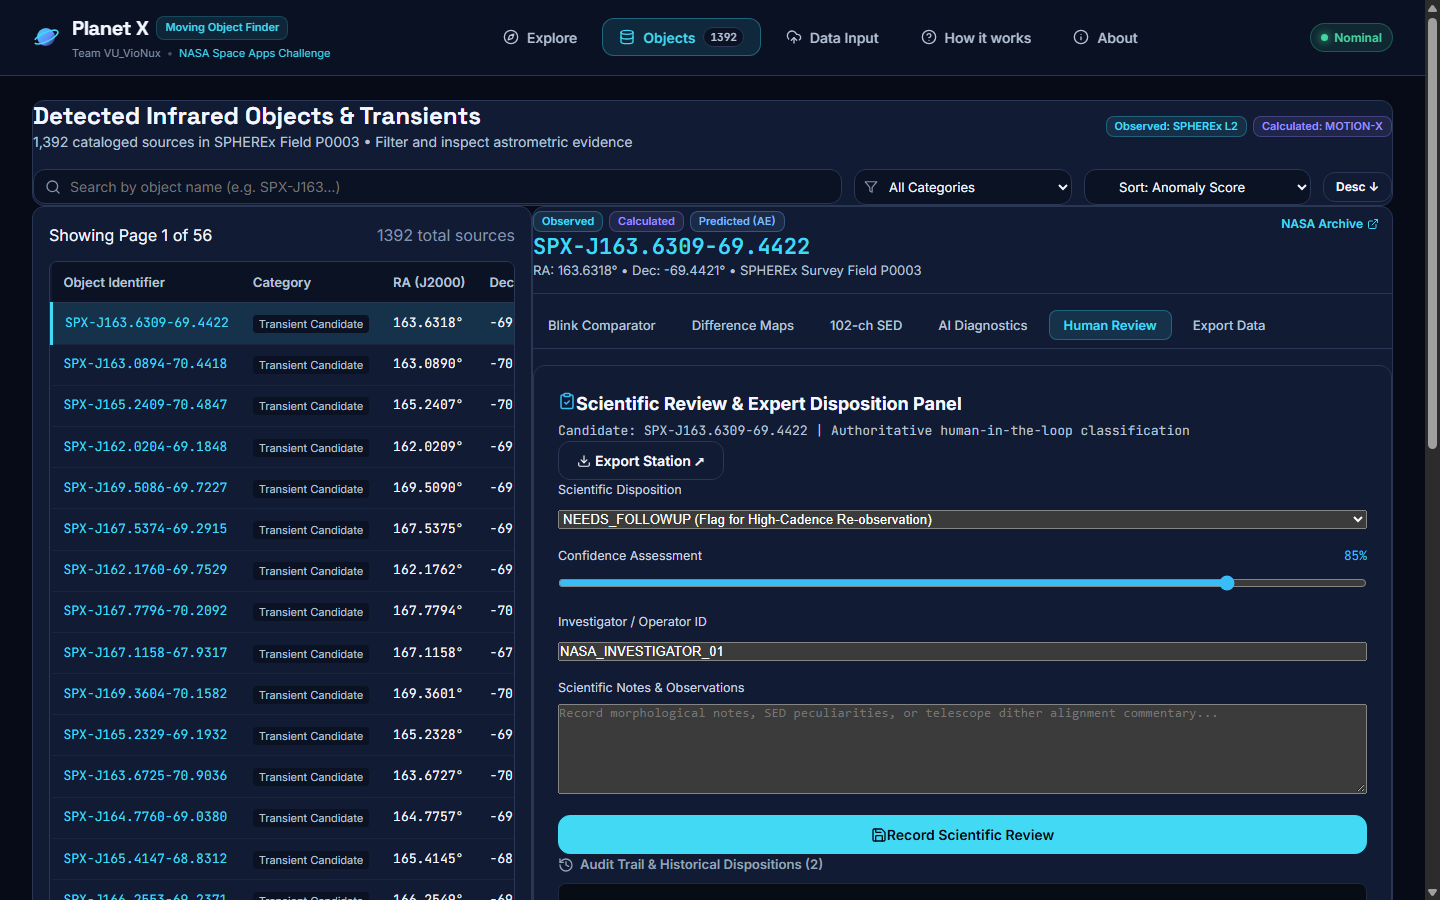 Planet X Moving Object Finder
Team VU_VioNux • NASA Space Apps Challenge
Explore
Objects 1392
Data Input
How it works
About
Nominal
Detected Infrared Objects & Transients
1,392 cataloged sources in SPHEREx Field P0003 • Filter and inspect astrometric evidence
Observed: SPHEREx L2
Calculated: MOTION-X
Search by object name (e.g. SPX-J163...)
All Categories
Sort: Anomaly Score
Desc ↓
Showing Page 1 of 56
1392 total sources
Object Identifier Category RA (J2000) Dec
SPX-J163.6309-69.4422 Transient Candidate 163.6318° -69
SPX-J163.0894-70.4418 Transient Candidate 163.0890° -70
SPX-J165.2409-70.4847 Transient Candidate 165.2407° -70
SPX-J162.0204-69.1848 Transient Candidate 162.0209° -69
SPX-J169.5086-69.7227 Transient Candidate 169.5090° -69
SPX-J167.5374-69.2915 Transient Candidate 167.5375° -69
SPX-J162.1760-69.7529 Transient Candidate 162.1762° -69
SPX-J167.7796-70.2092 Transient Candidate 167.7794° -70
SPX-J167.1158-67.9317 Transient Candidate 167.1158° -67
SPX-J169.3604-70.1582 Transient Candidate 169.3601° -70
SPX-J165.2329-69.1932 Transient Candidate 165.2328° -69
SPX-J163.6725-70.9036 Transient Candidate 163.6727° -70
SPX-J164.7760-69.0380 Transient Candidate 164.7757° -69
SPX-J165.4147-68.8312 Transient Candidate 165.4145° -68
SPX-J166.2553-69.2371 Transient Candidate 166.2549° -69
Observed
Calculated
Predicted (AE)
NASA Archive
SPX-J163.6309-69.4422
RA: 163.6318° • Dec: -69.4421° • SPHEREx Survey Field P0003
Blink Comparator
Difference Maps
102-ch SED
AI Diagnostics
Human Review
Export Data
Scientific Review & Expert Disposition Panel
Candidate: SPX-J163.6309-69.4422 | Authoritative human-in-the-loop classification
Export Station ↗
Scientific Disposition
NEEDS_FOLLOWUP (Flag for High-Cadence Re-observation)
Confidence Assessment 85%
Investigator / Operator ID
NASA_INVESTIGATOR_01
Scientific Notes & Observations
Record morphological notes, SED peculiarities, or telescope dither alignment commentary...
Record Scientific Review
Audit Trail & Historical Dispositions (2)